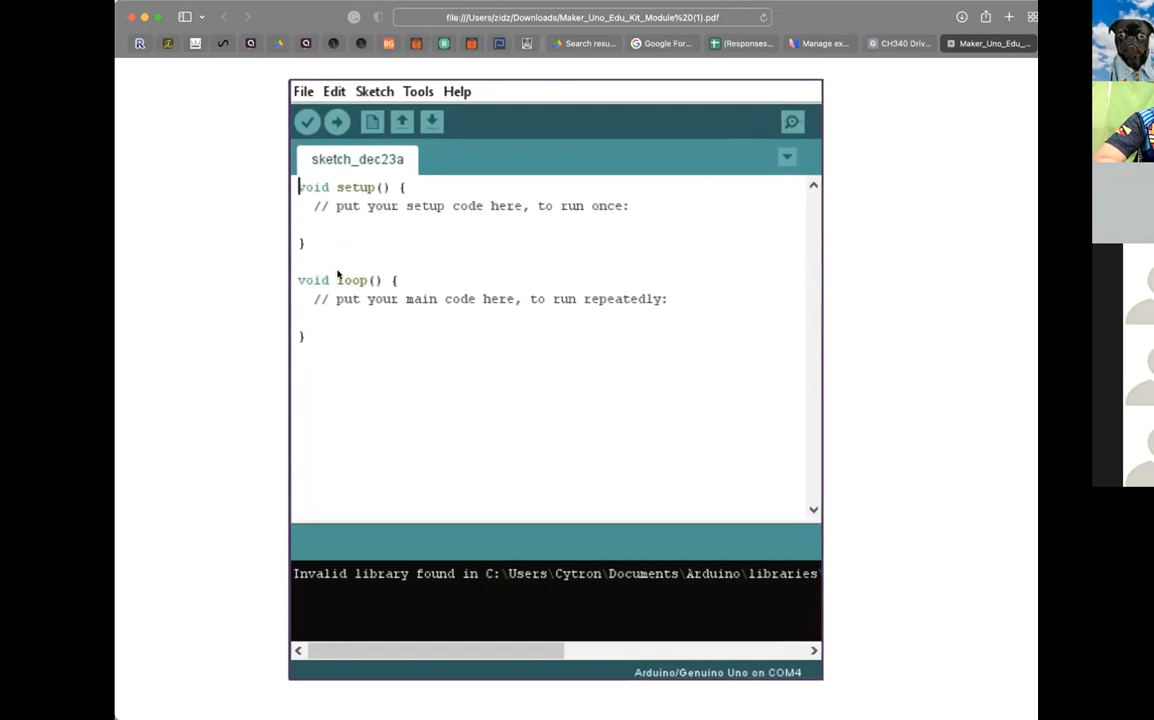 file:///Users/zidz/Downloads/Maker_Uno_Edu_Kit_Module%20(1).pdf
Search resu...
Google For...
(Responses...
Manage ex...
CH340 Driv...
Maker_Uno_Edu_...
File Edit Sketch Tools Help
sketch_dec23a
void setup() {
// put your setup code here, to run once:
}
void loop() {
// put your main code here, to run repeatedly:
}
Invalid library found in C:\Users\Cytron\Documents\Arduino\libraries\
Arduino/Genuino Uno on COM4